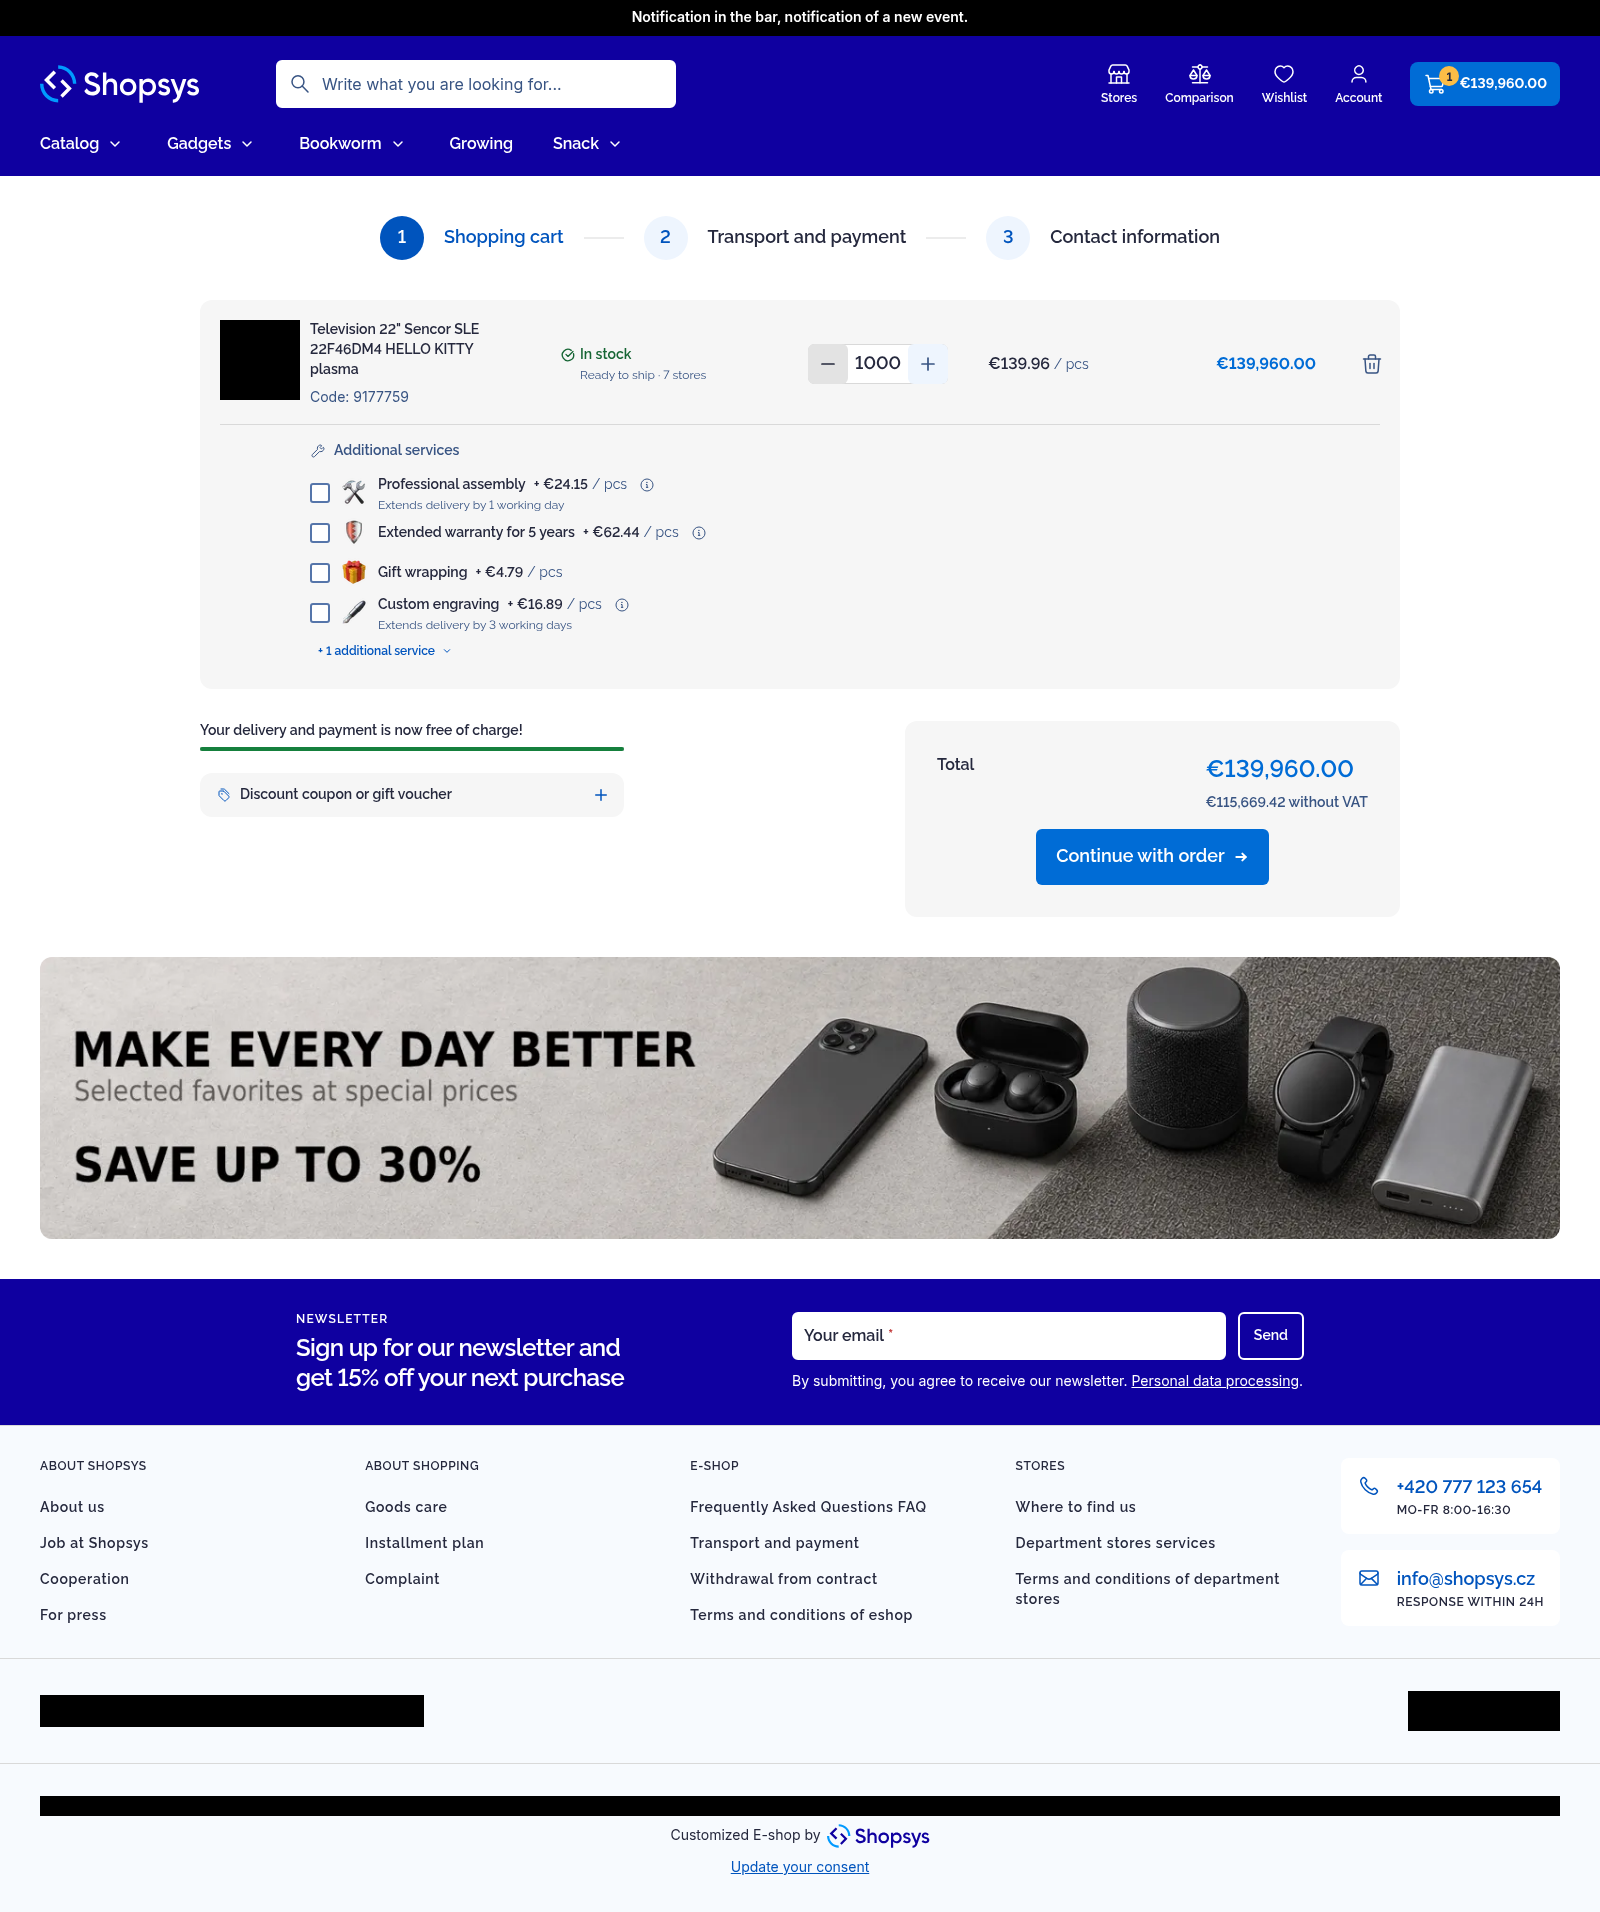 Notification in the bar, notification of a new event.
Shopsys
Write what you are looking for...
Stores
Comparison
Wishlist
Account
1
€139,960.00
Catalog
Gadgets
Bookworm
Growing
Snack
1 Shopping cart
2 Transport and payment
3 Contact information
Television 22" Sencor SLE
22F46DM4 HELLO KITTY
plasma
Code: 9177759
In stock
Ready to ship · 7 stores
1000
€139.96 / pcs
€139,960.00
Additional services
Professional assembly + €24.15 / pcs
Extends delivery by 1 working day
Extended warranty for 5 years + €62.44 / pcs
Gift wrapping + €4.79 / pcs
Custom engraving + €16.89 / pcs
Extends delivery by 3 working days
+ 1 additional service
Your delivery and payment is now free of charge!
Discount coupon or gift voucher
Total
€139,960.00
€115,669.42 without VAT
Continue with order
MAKE EVERY DAY BETTER
Selected favorites at special prices
SAVE UP TO 30%
NEWSLETTER
Sign up for our newsletter and
get 15% off your next purchase
Your email *
Send
By submitting, you agree to receive our newsletter. Personal data processing.
ABOUT SHOPSYS
About us
Job at Shopsys
Cooperation
For press
ABOUT SHOPPING
Goods care
Installment plan
Complaint
E-SHOP
Frequently Asked Questions FAQ
Transport and payment
Withdrawal from contract
Terms and conditions of eshop
STORES
Where to find us
Department stores services
Terms and conditions of department
stores
+420 777 123 654
MO-FR 8:00-16:30
info@shopsys.cz
RESPONSE WITHIN 24H
Customized E-shop by Shopsys
Update your consent